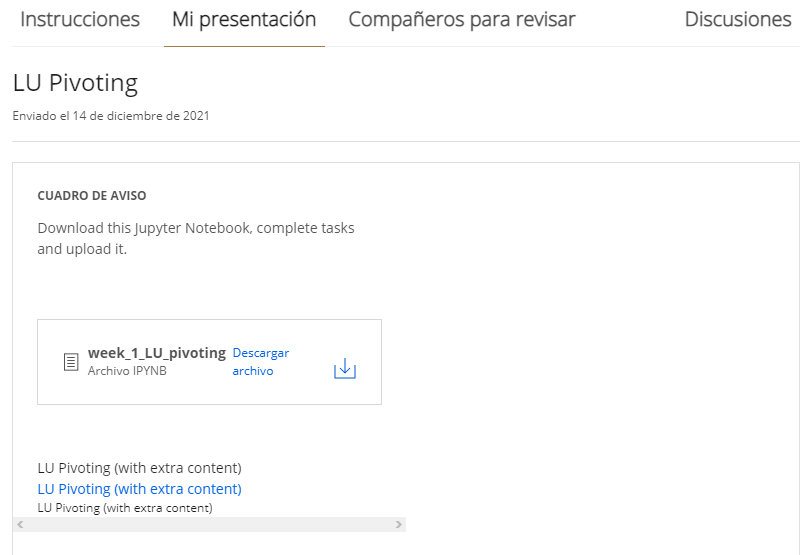 Instrucciones Mi presentación Compañeros para revisar Discusiones
LU Pivoting
Enviado el 14 de diciembre de 2021
CUADRO DE AVISO
Download this Jupyter Notebook, complete tasks
and upload it.
week_1_LU_pivoting Descargar
Archivo IPYNB archivo
LU Pivoting (with extra content)
LU Pivoting (with extra content)
LU Pivoting (with extra content)